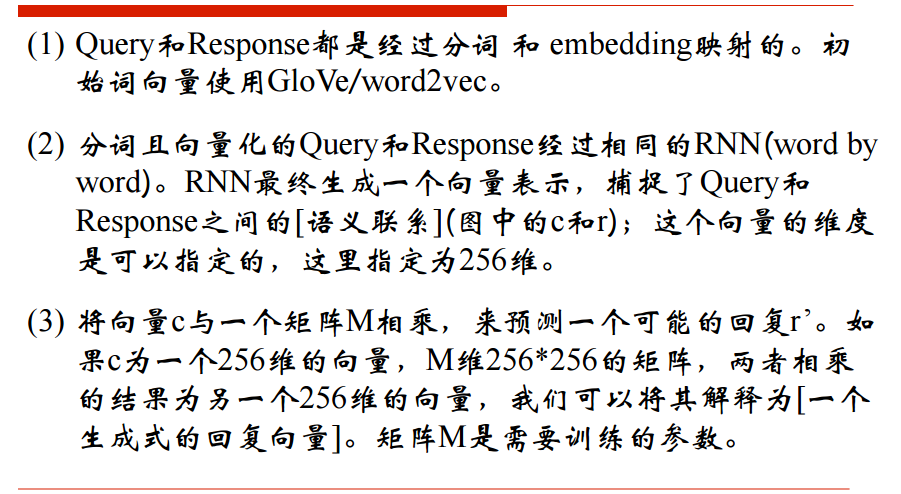 (1) Query和Response都是经过分词 和 embedding映射的。初
始词向量使用GloVe/word2vec。
(2) 分词且向量化的Query和Response经过相同的RNN(word by
word)。RNN最终生成一个向量表示，捕捉了Query和
Response之间的[语义联系](图中的c和r)；这个向量的维度
是可以指定的，这里指定为256维。
(3) 将向量c与一个矩阵M相乘，来预测一个可能的回复r’。如
果c为一个256维的向量，M维256*256的矩阵，两者相乘
的结果为另一个256维的向量，我们可以将其解释为[一个
生成式的回复向量]。矩阵M是需要训练的参数。